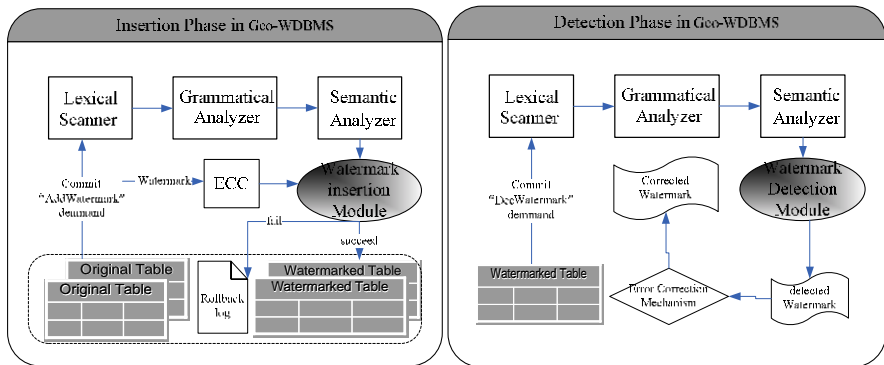 Insertion Phase in Geo-WDBMS
Lexical
Scanner
Grammatical
Analyzer
Semantic
Analyzer
Commit
"AddWatermark"
demmand
Watermark
ECC
Watermark
insertion
Module
fail
succeed
Original Table
Original Table
Rollback
log
Watermarked Table
Watermarked Table
Detection Phase in Geo-WDBMS
Lexical
Scanner
Grammatical
Analyzer
Semantic
Analyzer
Commit
"DecWatermark"
demmand
Corrected
Watermark
Watermark
Detection
Module
Watermarked Table
Error Correction
Mechanism
detected
Watermark